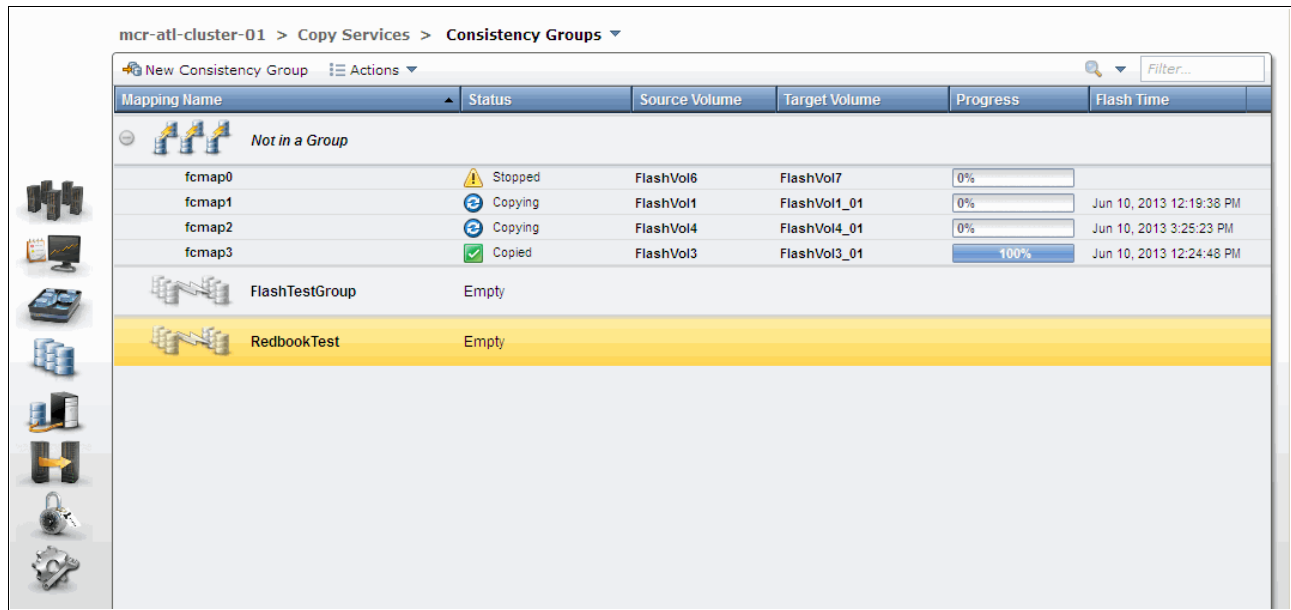 mcr-atl-cluster-01 > Copy Services > Consistency Groups
New Consistency Group Actions Filter...
Mapping Name Status Source Volume Target Volume Progress Flash Time
Not in a Group
fcmap0 Stopped FlashVol6 FlashVol7 0%
fcmap1 Copying FlashVol1 FlashVol1_01 0% Jun 10, 2013 12:19:38 PM
fcmap2 Copying FlashVol4 FlashVol4_01 0% Jun 10, 2013 3:25:23 PM
fcmap3 Copied FlashVol3 FlashVol3_01 100% Jun 10, 2013 12:24:48 PM
FlashTestGroup Empty
RedbookTest Empty